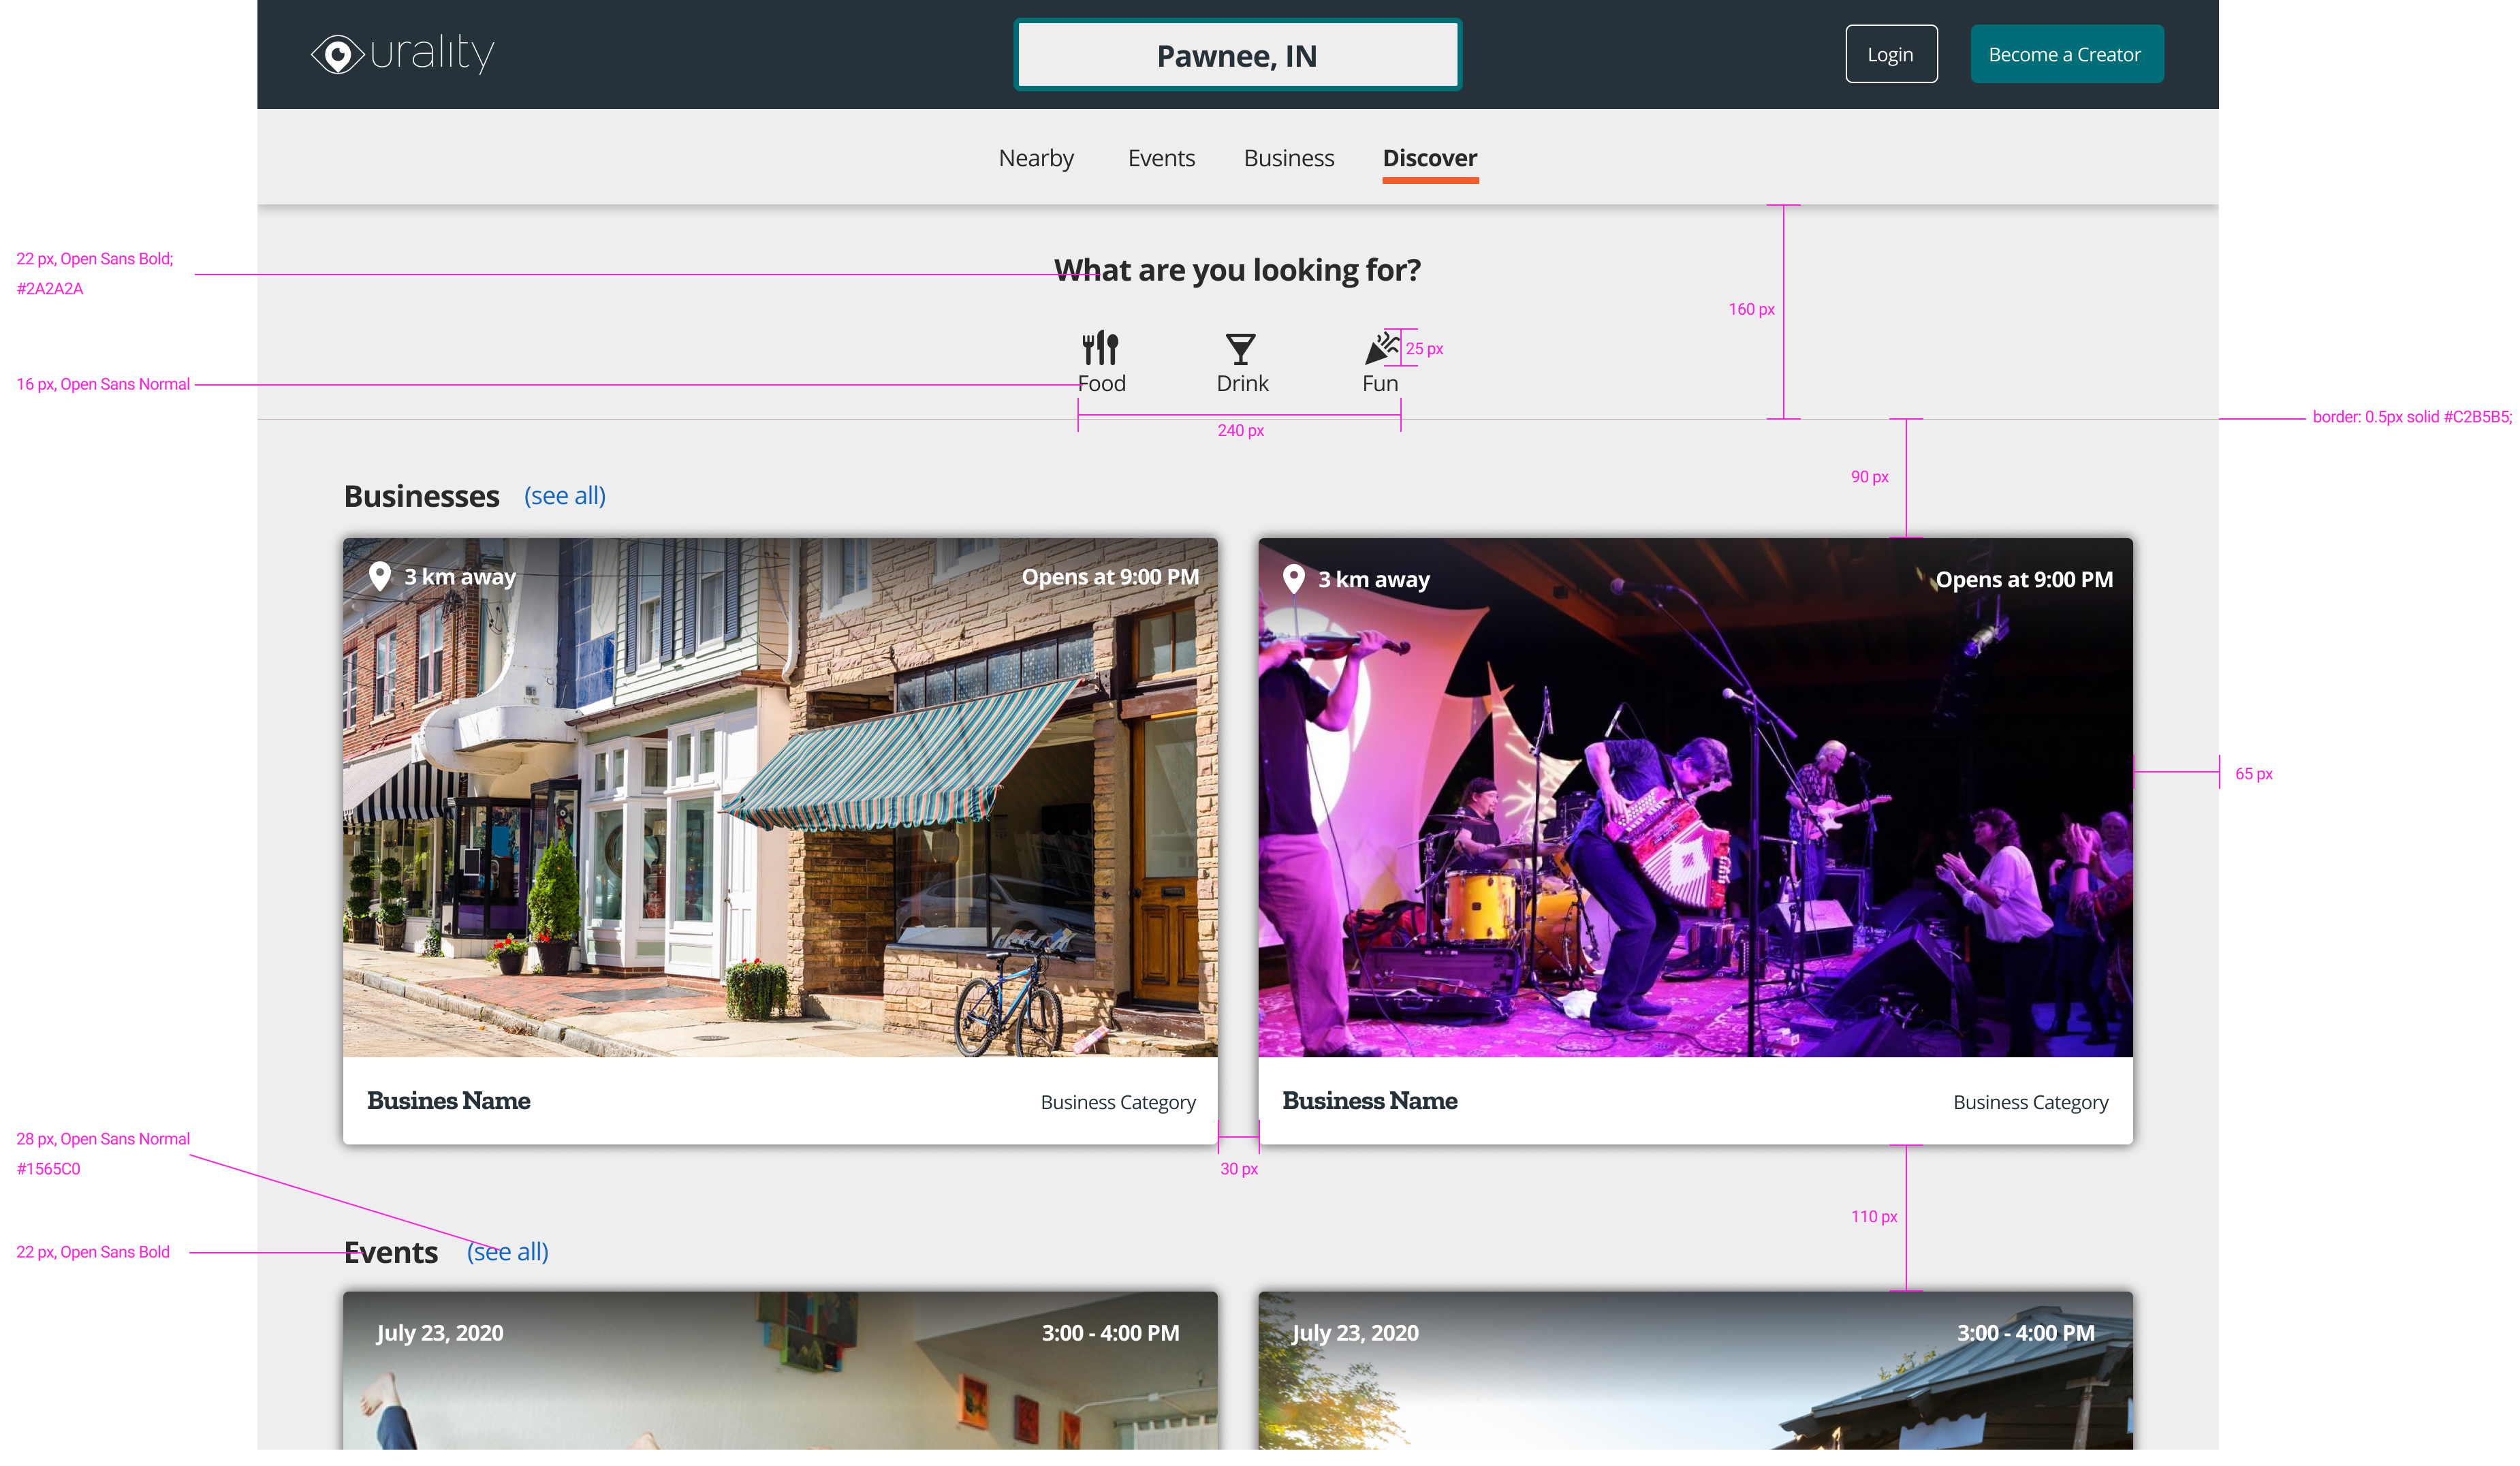 urality
Pawnee, IN
Login
Become a Creator
Nearby
Events
Business
Discover
22 px, Open Sans Bold;
#2A2A2A
What are you looking for?
160 px
25 px
16 px, Open Sans Normal
Food
Drink
Fun
240 px
border: 0.5px solid #C2B5B5;
90 px
Businesses (see all)
3 km away
Opens at 9:00 PM
3 km away
Opens at 9:00 PM
65 px
Busines Name
Business Category
Business Name
Business Category
28 px, Open Sans Normal
#1565C0
30 px
110 px
22 px, Open Sans Bold
Events (see all)
July 23, 2020
3:00 - 4:00 PM
July 23, 2020
3:00 - 4:00 PM